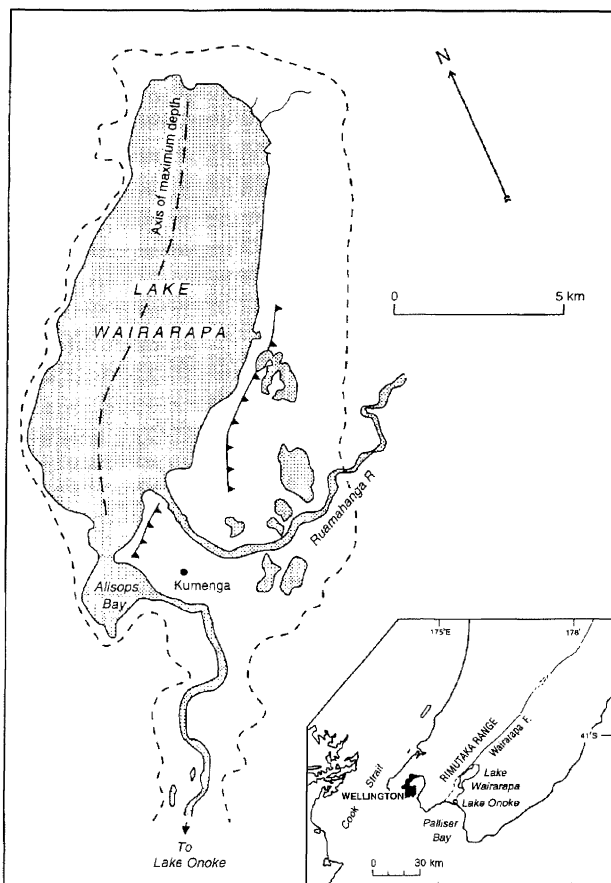 N
Axis of maximum depth
LAKE
WAIRARAPA
0 5 km
Ruamahanga R
Kumenga
Allsops
Bay
To
Lake Onoke
175°E 178°
41°S
RIMUTAKA RANGE
Wairarapa F.
Lake
Wairarapa
Lake Onoke
Cook Strait
WELLINGTON
Palliser
Bay
0 30 km